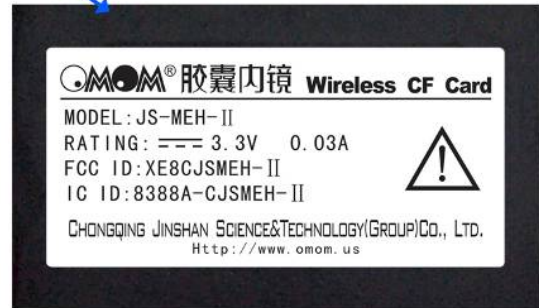 OMOM® 胶囊内镜 Wireless CF Card
MODEL:JS-MEH-II
RATING: ⎓ 3.3V 0.03A
FCC ID:XE8CJSMEH-II
IC ID:8388A-CJSMEH-II
CHONGQING JINSHAN SCIENCE&TECHNOLOGY(GROUP)CO., LTD.
Http://www.omom.us